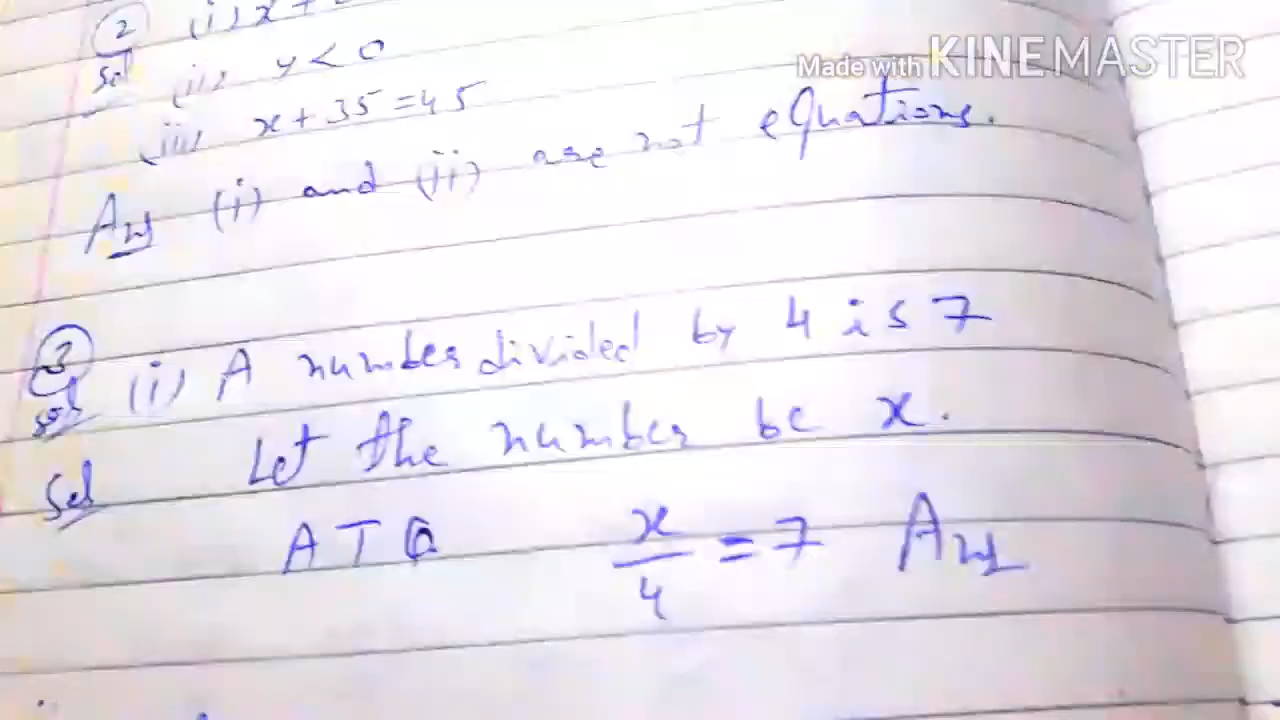 ② (i) x +
Sol (ii) y < 0
Made with KINEMASTER
(iii) x + 35 = 45
Ans (i) and (ii) are not equations.
③ (i) A number divided by 4 is 7
Sol
Sol Let the number be x.
ATQ x/4 = 7 Ans